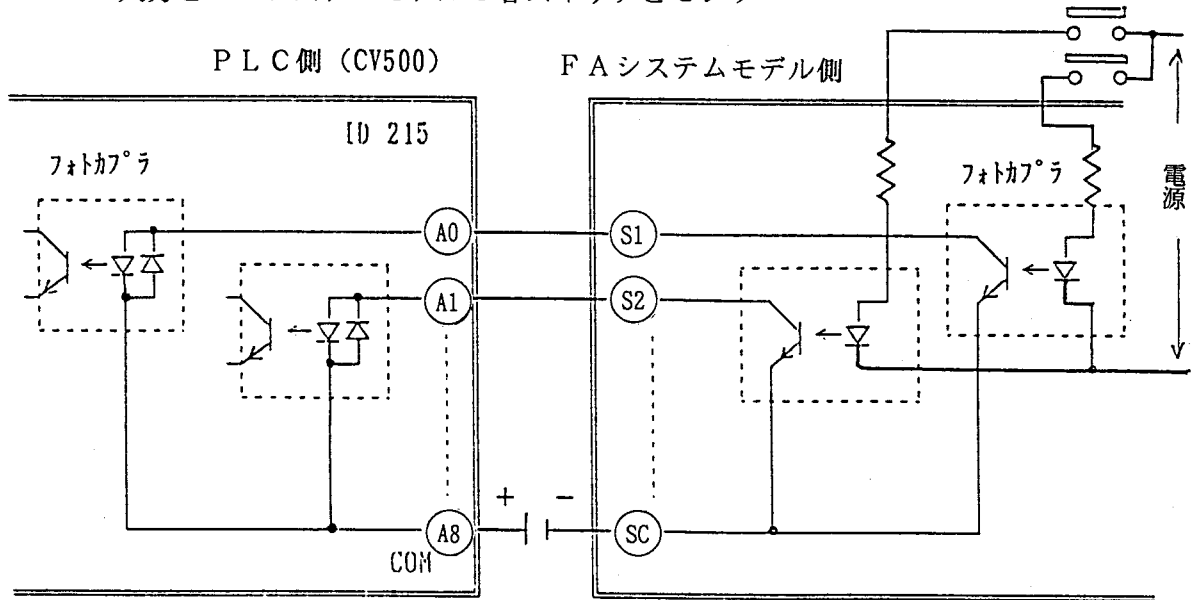 PLC側 (CV500)
FAシステムモデル側
ID 215
フォトカプラ
フォトカプラ
電源
A0
S1
A1
S2
+ -
A8
SC
COM